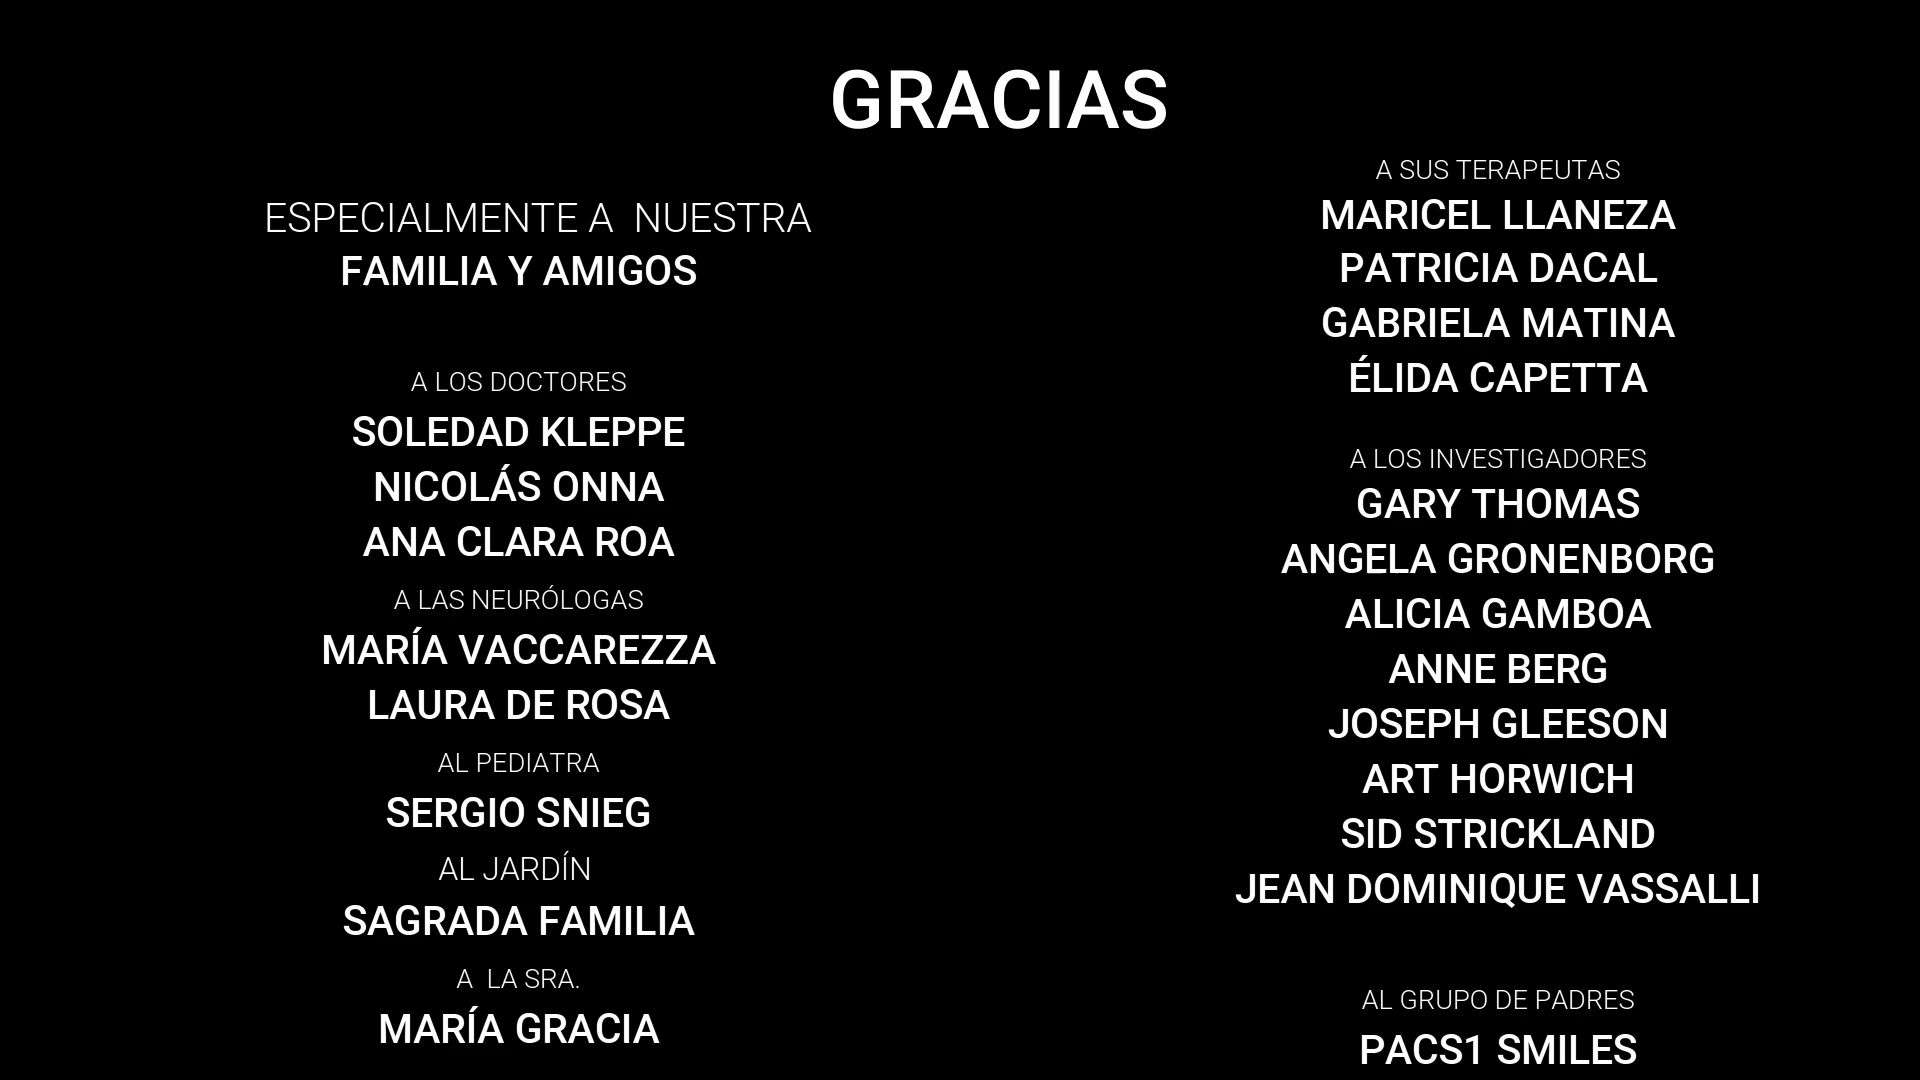 GRACIAS
ESPECIALMENTE A  NUESTRA
FAMILIA Y AMIGOS
A LOS DOCTORES
SOLEDAD KLEPPE
NICOLÁS ONNA
ANA CLARA ROA
A LAS NEURÓLOGAS
MARÍA VACCAREZZA
LAURA DE ROSA
AL PEDIATRA
SERGIO SNIEG
AL JARDÍN
SAGRADA FAMILIA
A  LA SRA.
MARÍA GRACIA
A SUS TERAPEUTAS
MARICEL LLANEZA
PATRICIA DACAL
GABRIELA MATINA
ÉLIDA CAPETTA
A LOS INVESTIGADORES
GARY THOMAS
ANGELA GRONENBORG
ALICIA GAMBOA
ANNE BERG
JOSEPH GLEESON
ART HORWICH
SID STRICKLAND
JEAN DOMINIQUE VASSALLI
AL GRUPO DE PADRES
PACS1 SMILES